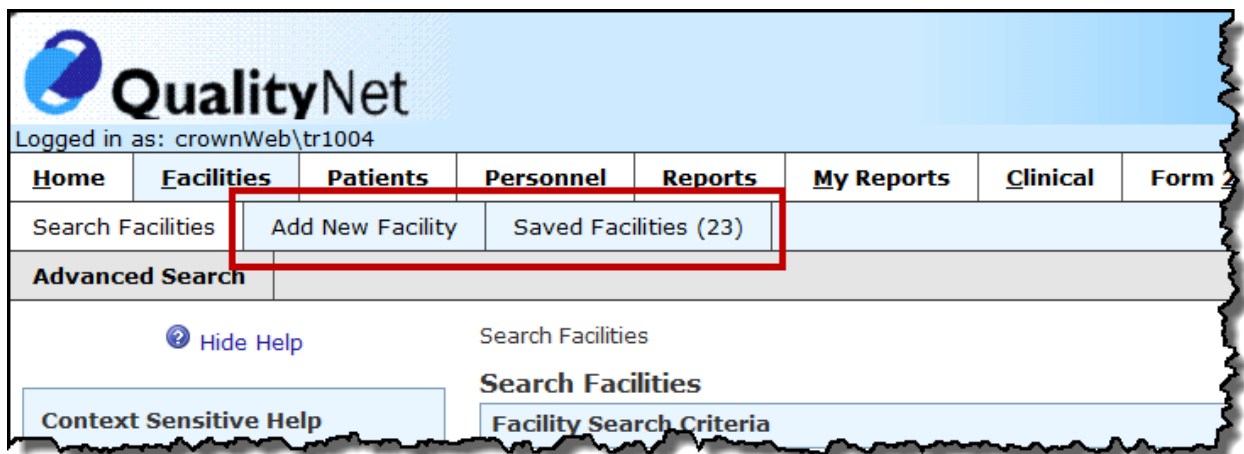 QualityNet
Logged in as: crownWeb\tr1004
Home Facilities Patients Personnel Reports My Reports Clinical Form
Search Facilities Add New Facility Saved Facilities (23)
Advanced Search
Hide Help
Search Facilities
Search Facilities
Context Sensitive Help
Facility Search Criteria